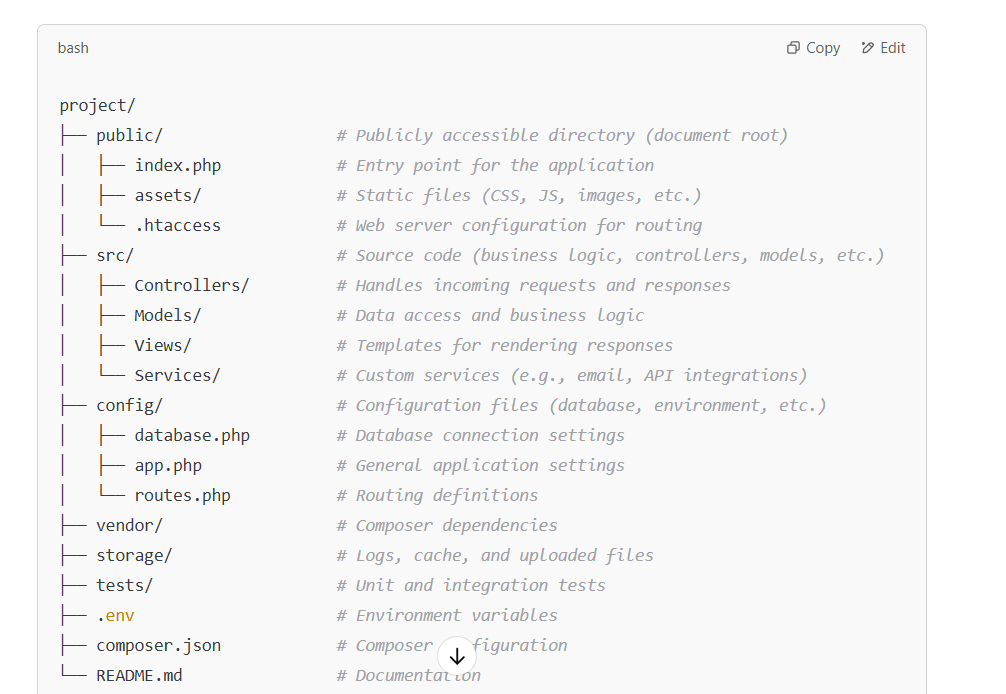 bash Copy Edit
project/
├── public/ # Publicly accessible directory (document root)
│   ├── index.php # Entry point for the application
│   ├── assets/ # Static files (CSS, JS, images, etc.)
│   └── .htaccess # Web server configuration for routing
├── src/ # Source code (business logic, controllers, models, etc.)
│   ├── Controllers/ # Handles incoming requests and responses
│   ├── Models/ # Data access and business logic
│   ├── Views/ # Templates for rendering responses
│   └── Services/ # Custom services (e.g., email, API integrations)
├── config/ # Configuration files (database, environment, etc.)
│   ├── database.php # Database connection settings
│   ├── app.php # General application settings
│   └── routes.php # Routing definitions
├── vendor/ # Composer dependencies
├── storage/ # Logs, cache, and uploaded files
├── tests/ # Unit and integration tests
├── .env # Environment variables
├── composer.json # Composer figuration
└── README.md # Documentation